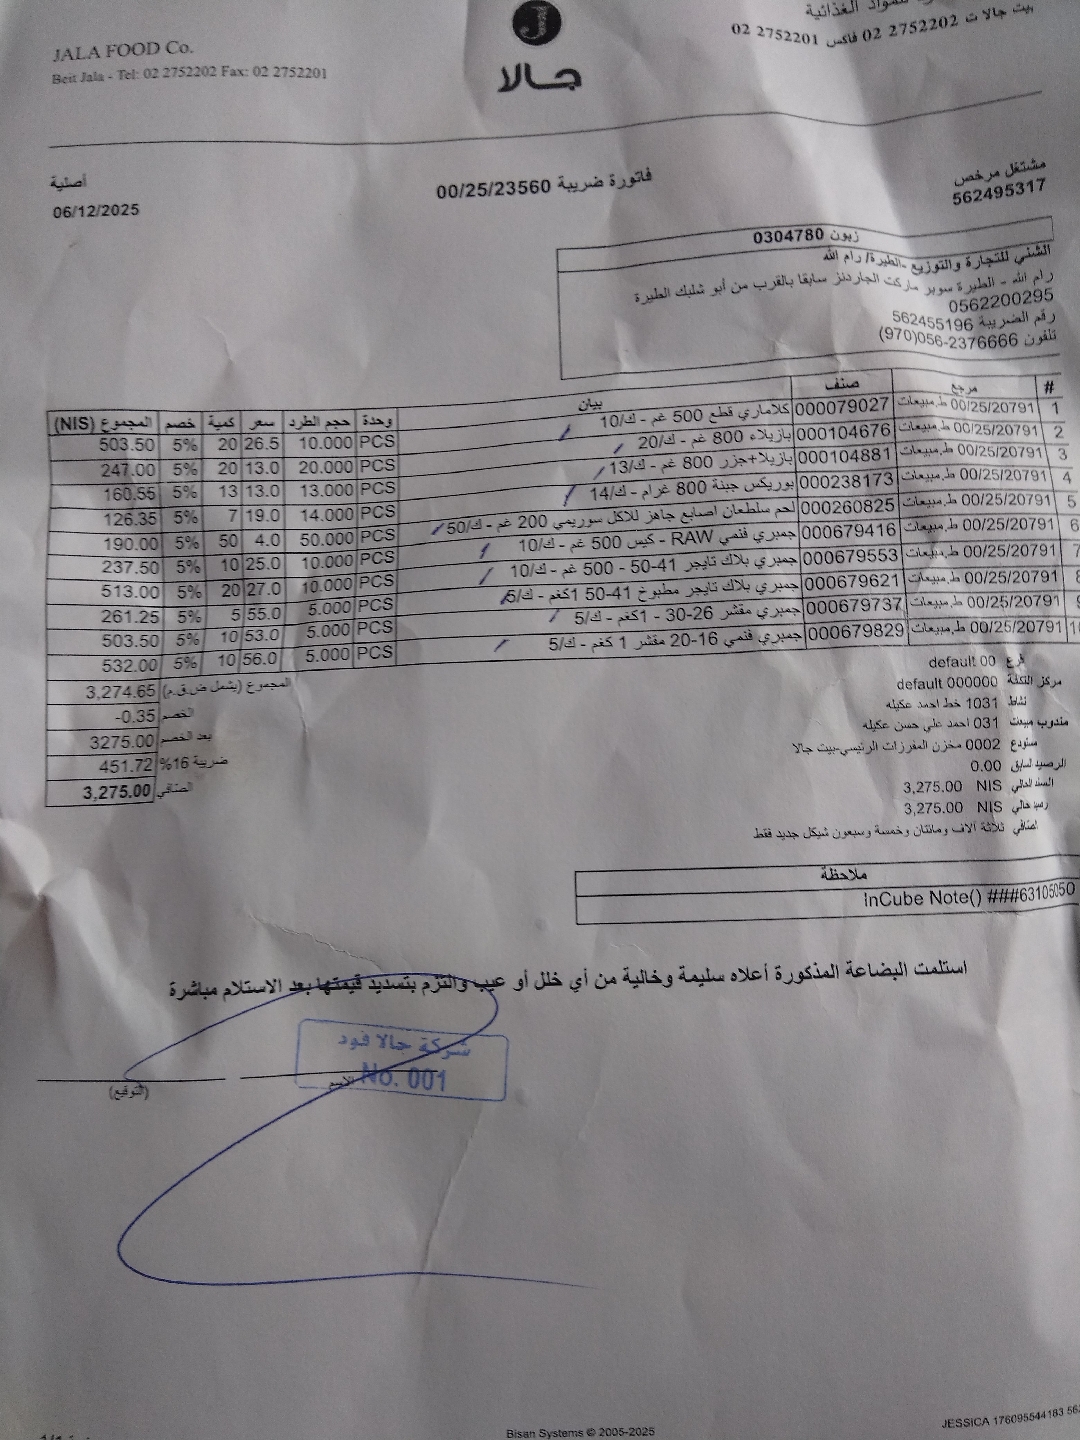 للمواد الغذائية
بيت جالا ت 02 2752202 فاكس 02 2752201
JALA FOOD Co.
Beit Jala - Tel: 02 2752202 Fax: 02 2752201
J
جالا
مشتغل مرخص
562495317
فاتورة ضريبة 00/25/23560
أصلية
06/12/2025
زبون 0304780
الشني للتجارة والتوزيع -الطيرة/ رام الله
رام الله - الطيرة سوبر ماركت الجاردنز سابقا بالقرب من أبو شلبك الطيرة
0562200295
رقم الضريبة 562455196
تلفون 056-2376666(970)
# مرجع صنف بيان وحدة حجم الطرد سعر كمية خصم المجموع (NIS)
1 ط.مبيعات 00/25/20791 000079027 كلاماري قطع 500 غم - ك/10 PCS 10.000 26.5 20 5% 503.50
2 ط.مبيعات 00/25/20791 000104676 بازيلاء 800 غم - ك/20 PCS 20.000 13.0 20 5% 247.00
3 ط.مبيعات 00/25/20791 000104881 بازيلا+جزر 800 غم - ك/13 PCS 13.000 13.0 13 5% 160.55
4 ط.مبيعات 00/25/20791 000238173 بوريكس جبنة 800 غرام - ك/14 PCS 14.000 19.0 7 5% 126.35
5 ط.مبيعات 00/25/20791 000260825 لحم سلطعان اصابع جاهز للاكل سوريمي 200 غم - ك/50 PCS 50.000 4.0 50 5% 190.00
6 ط.مبيعات 00/25/20791 000679416 جمبري فنمي RAW - كيس 500 غم - ك/10 PCS 10.000 25.0 10 5% 237.50
7 ط.مبيعات 00/25/20791 000679553 جمبري بلاك تايجر 41-50 - 500 غم - ك/10 PCS 10.000 27.0 20 5% 513.00
8 ط.مبيعات 00/25/20791 000679621 جمبري بلاك تايجر مطبوخ 41-50 1كغم - ك/5 PCS 5.000 55.0 5 5% 261.25
9 ط.مبيعات 00/25/20791 000679737 جمبري مقشر 26-30 - 1كغم - ك/5 PCS 5.000 53.0 10 5% 503.50
10 ط.مبيعات 00/25/20791 000679829 جمبري فنمي 16-20 مقشر 1 كغم - ك/5 PCS 5.000 56.0 10 5% 532.00
المجموع (يشمل ض.ق.م) 3,274.65
الخصم -0.35
بعد الخصم 3275.00
ضريبة 16% 451.72
الصافي 3,275.00
فرع 00 default
مركز التكلفة 000000 default
نشاط 1031 خط احمد عكيله
مندوب مبيعات 031 احمد علي حسن عكيله
مستودع 0002 مخزن المفرزات الرئيسي-بيت جالا
الرصيد السابق 0.00
السند الحالي 3,275.00 NIS
رصيد حالي 3,275.00 NIS
الصافي ثلاثة آلاف ومائتان وخمسة وسبعون شيكل جديد فقط
ملاحظة
InCube Note() ###63105050
استلمت البضاعة المذكورة أعلاه سليمة وخالية من أي خلل أو عيب والتزم بتسديد قيمتها بعد الاستلام مباشرة
شركة جالا فود
No. 001
الاسم
(التوقيع)
Bisan Systems © 2005-2025
JESSICA 176095544183